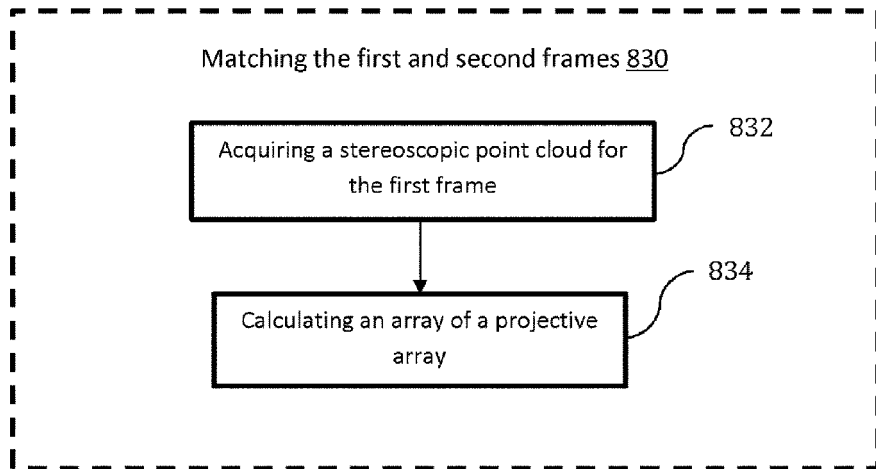 Matching the first and second frames 830
832
Acquiring a stereoscopic point cloud for
the first frame
834
Calculating an array of a projective
array